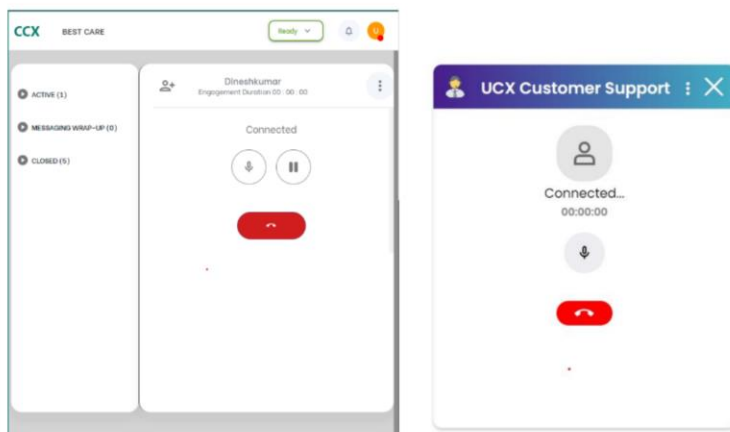 CCX BEST CARE Ready U
ACTIVE (1)
MESSAGING WRAP-UP (0)
CLOSED (5)
Dineshkumar
Engagement Duration 00 : 00 : 00
Connected
UCX Customer Support
Connected...
00:00:00